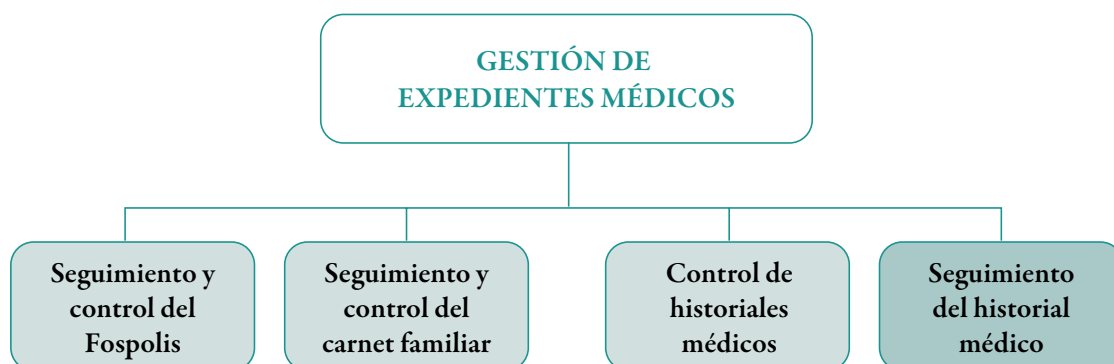 GESTIÓN DE
EXPEDIENTES MÉDICOS
Seguimiento y
control del
Fospolis
Seguimiento y
control del
carnet familiar
Control de
historiales
médicos
Seguimiento
del historial
médico